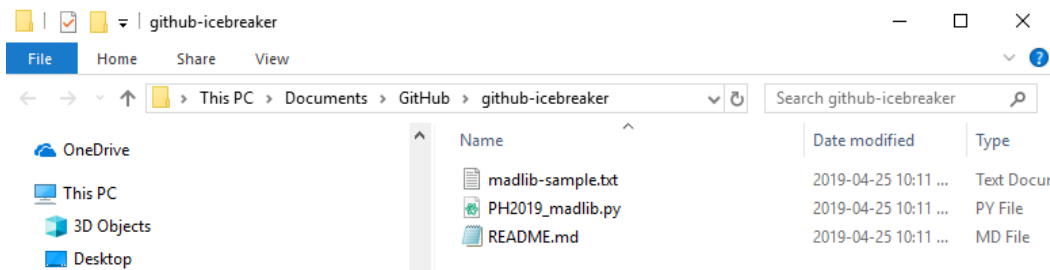 github-icebreaker
File Home Share View
This PC > Documents > GitHub > github-icebreaker Search github-icebreaker
Name Date modified Type
OneDrive
madlib-sample.txt 2019-04-25 10:11 ... Text Docur
This PC
PH2019_madlib.py 2019-04-25 10:11 ... PY File
3D Objects
README.md 2019-04-25 10:11 ... MD File
Desktop